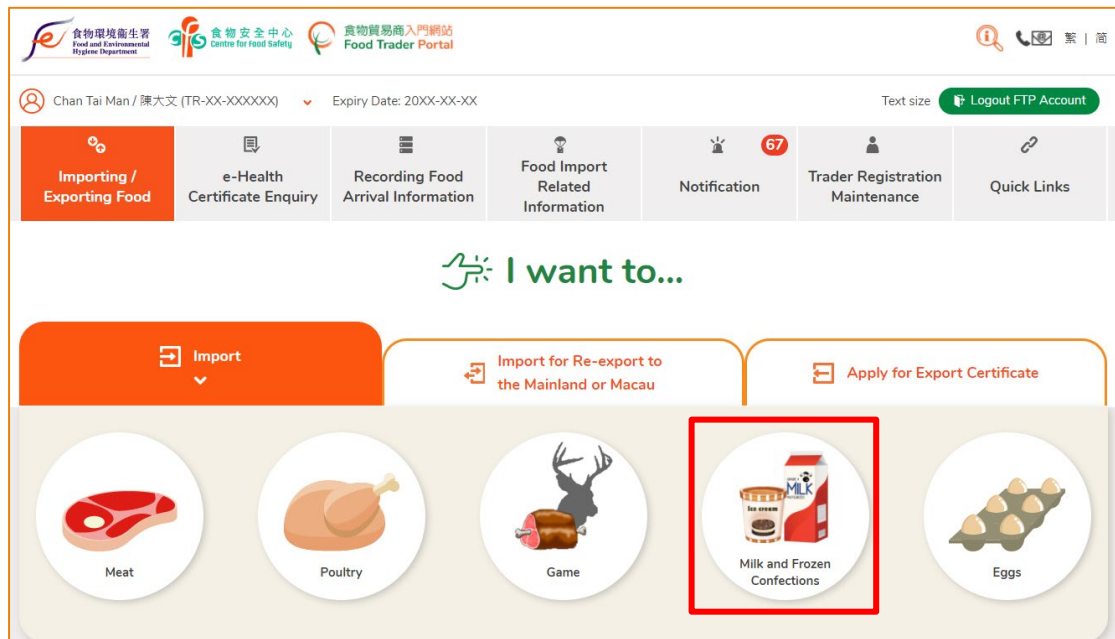 食物環境衞生署
Food and Environmental
Hygiene Department
食物安全中心
Centre for Food Safety
食物貿易商入門網站
Food Trader Portal
繁 | 简
Chan Tai Man / 陳大文 (TR-XX-XXXXXX)
Expiry Date: 20XX-XX-XX
Text size
Logout FTP Account
Importing /
Exporting Food
e-Health
Certificate Enquiry
Recording Food
Arrival Information
Food Import
Related
Information
67
Notification
Trader Registration
Maintenance
Quick Links
I want to...
Import
Import for Re-export to
the Mainland or Macau
Apply for Export Certificate
Meat
Poultry
Game
Ice cream
MILK
Milk and Frozen
Confections
Eggs